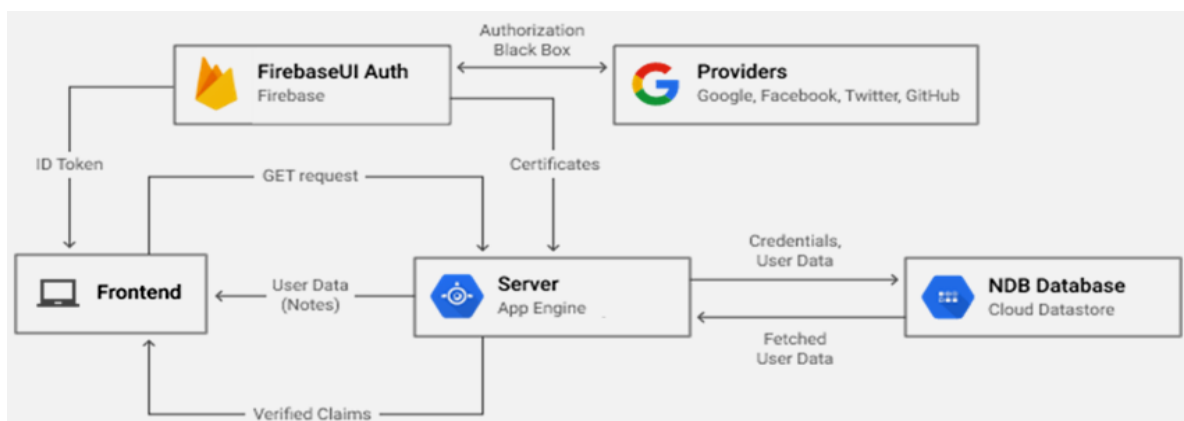 Authorization
Black Box
FirebaseUI Auth
Firebase
Providers
Google, Facebook, Twitter, GitHub
ID Token
GET request
Certificates
Credentials,
User Data
Frontend
User Data
(Notes)
Server
App Engine
NDB Database
Cloud Datastore
Fetched
User Data
Verified Claims